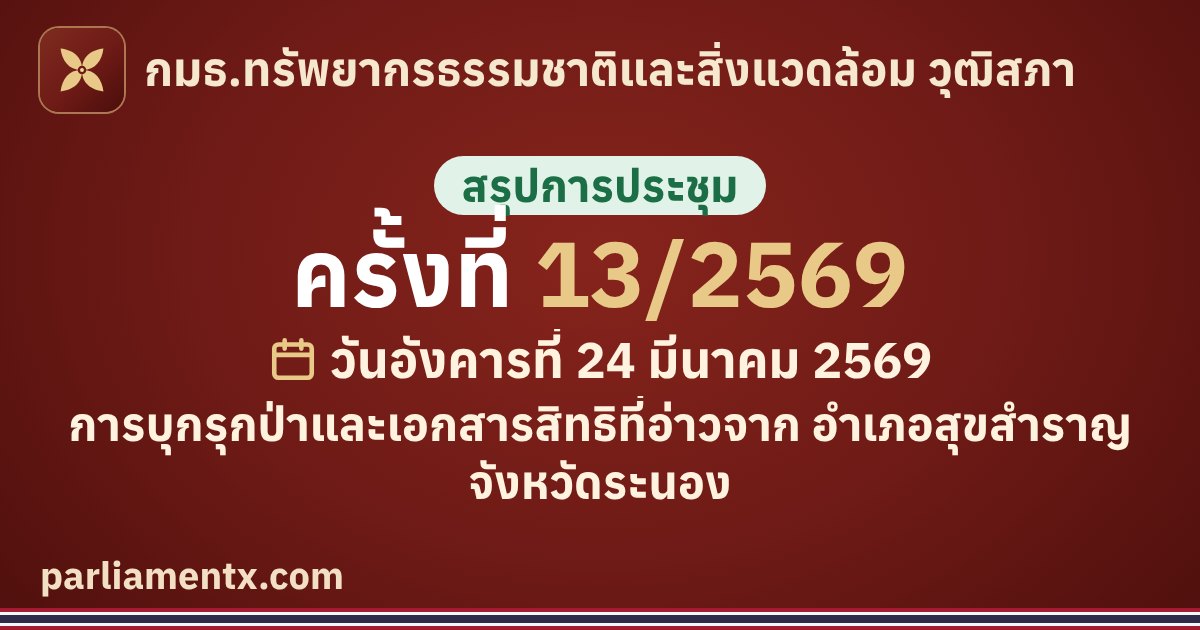 กมธ.ทรัพยากรธรรมชาติและสิ่งแวดล้อม วุฒิสภา
สรุปการประชุม
ครั้งที่ 13/2569
วันอังคารที่ 24 มีนาคม 2569
การบุกรุกป่าและเอกสารสิทธิที่อ่าวจาก อำเภอสุขสำราญ
จังหวัดระนอง
parliamentx.com